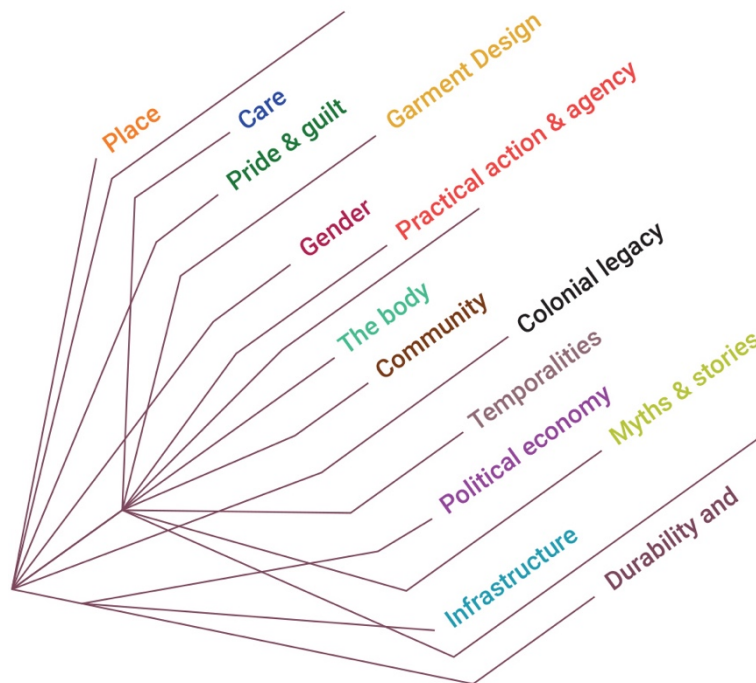 Place
Care
Pride & guilt
Garment Design
Gender
Practical action & agency
The body
Community
Colonial legacy
Temporalities
Political economy
Myths & stories
Infrastructure
Durability and